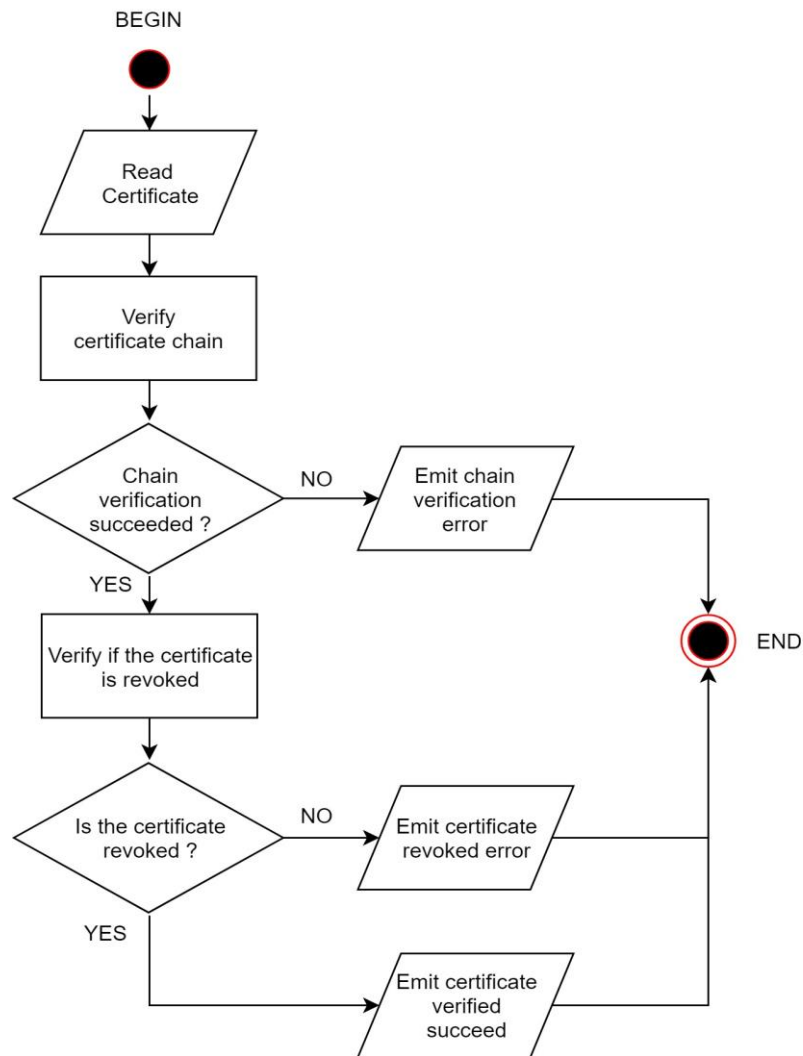 BEGIN
Read
Certificate
Verify
certificate chain
Chain
verification
succeeded ?
NO
Emit chain
verification
error
YES
Verify if the certificate
is revoked
END
Is the certificate
revoked ?
NO
Emit certificate
revoked error
YES
Emit certificate
verified
succeed